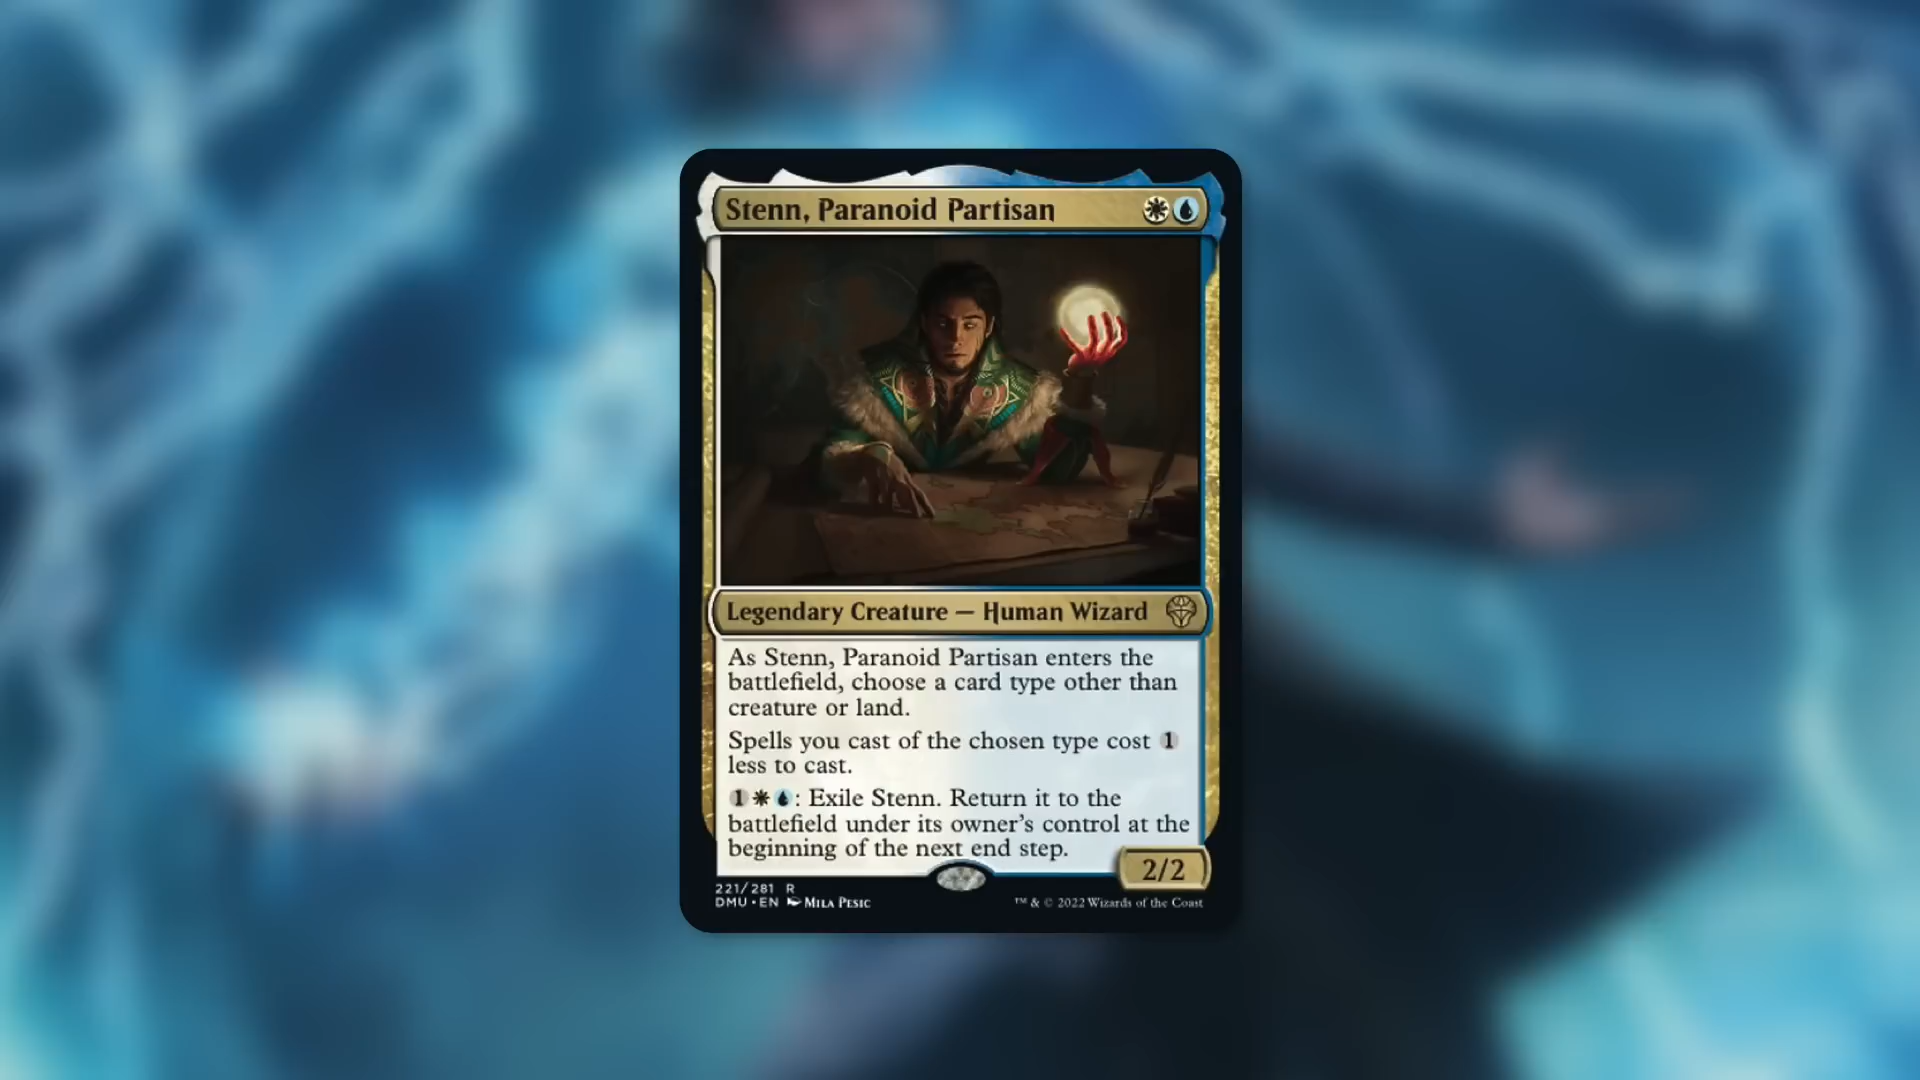 Stenn, Paranoid Partisan
Legendary Creature — Human Wizard
As Stenn, Paranoid Partisan enters the
battlefield, choose a card type other than
creature or land.
Spells you cast of the chosen type cost 1
less to cast.
1: Exile Stenn. Return it to the
battlefield under its owner's control at the
beginning of the next end step.
2/2
221/281 R
DMU • EN Mila Pesic
™ & © 2022 Wizards of the Coast